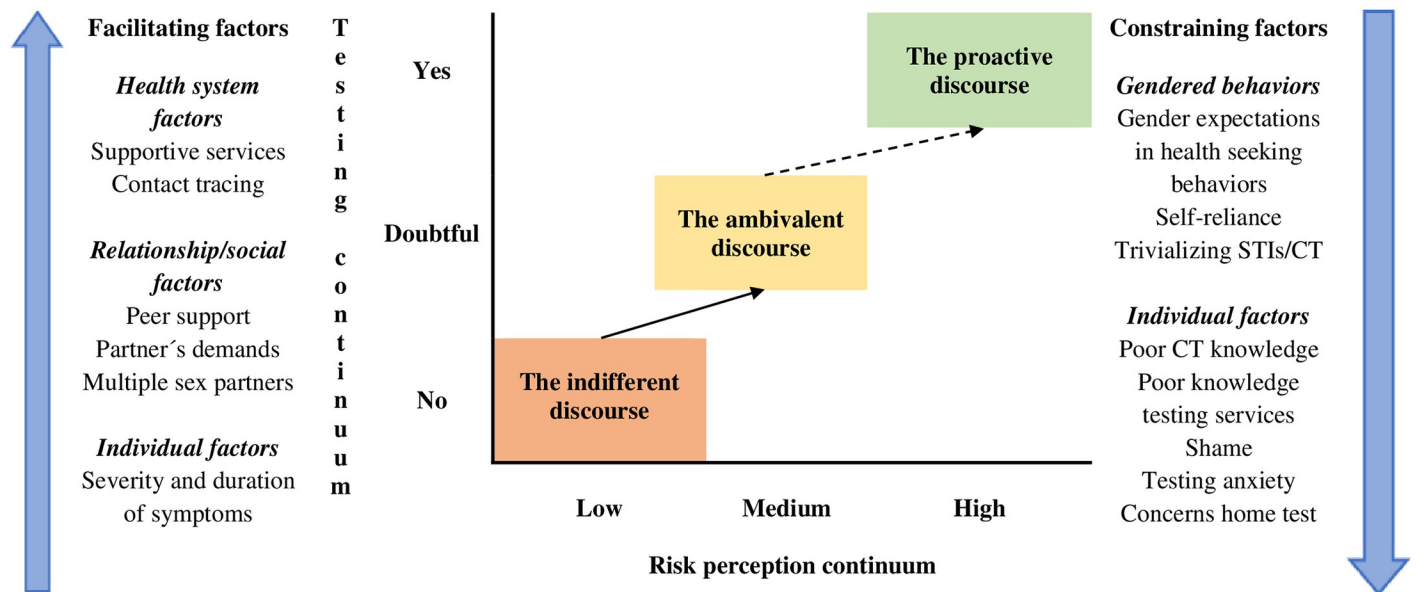 Facilitating factors
Health system
factors
Supportive services
Contact tracing
Relationship/social
factors
Peer support
Partner´s demands
Multiple sex partners
Individual factors
Severity and duration
of symptoms
Testing continuum
Yes
Doubtful
No
The proactive
discourse
The ambivalent
discourse
The indifferent
discourse
Low
Medium
High
Risk perception continuum
Constraining factors
Gendered behaviors
Gender expectations
in health seeking
behaviors
Self-reliance
Trivializing STIs/CT
Individual factors
Poor CT knowledge
Poor knowledge
testing services
Shame
Testing anxiety
Concerns home test